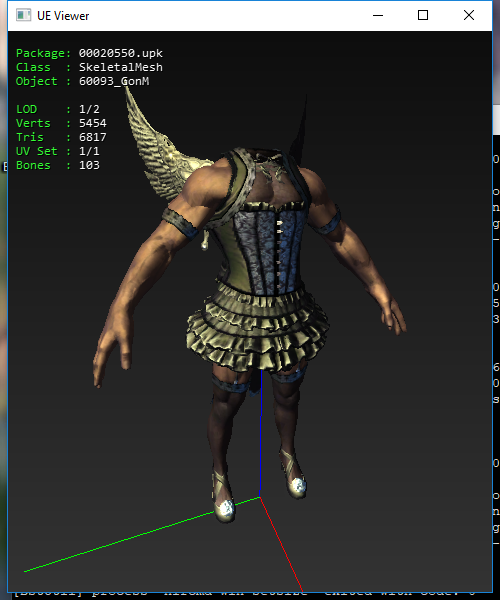 UE Viewer
Package: 00020550.upk
Class : SkeletalMesh
Object : 60093_GonM
LOD : 1/2
Verts : 5454
Tris : 6817
UV Set : 1/1
Bones : 103